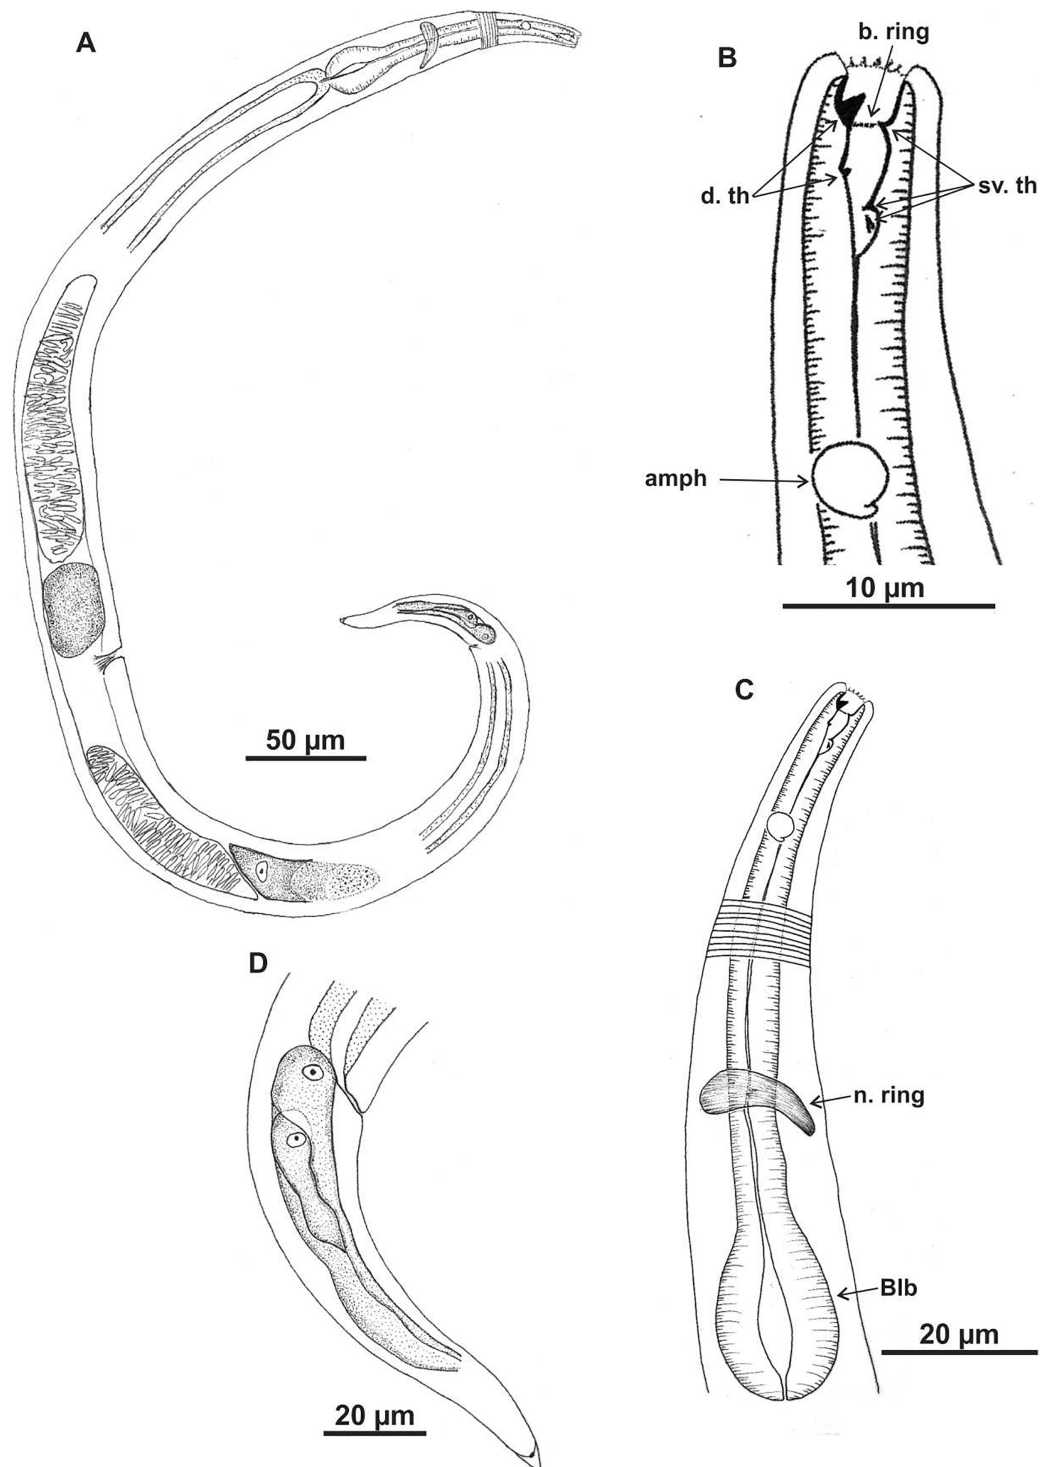 A
B
b. ring
d. th
sv. th
amph
10 µm
50 µm
C
n. ring
Blb
20 µm
D
20 µm